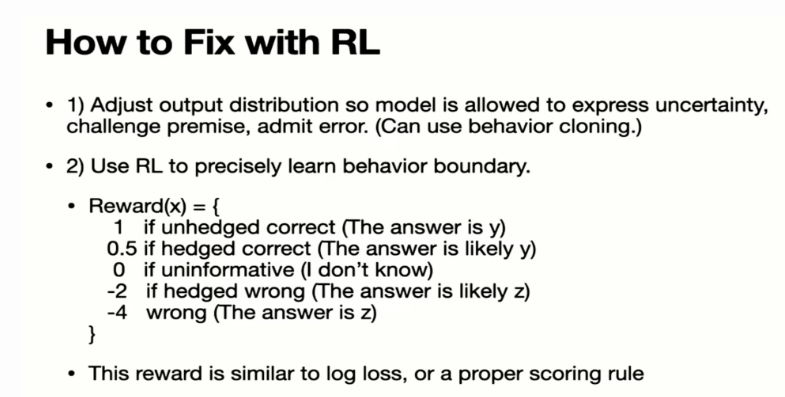 How to Fix with RL
• 1) Adjust output distribution so model is allowed to express uncertainty,
challenge premise, admit error. (Can use behavior cloning.)
• 2) Use RL to precisely learn behavior boundary.
• Reward(x) = {
1 if unhedged correct (The answer is y)
0.5 if hedged correct (The answer is likely y)
0 if uninformative (I don't know)
-2 if hedged wrong (The answer is likely z)
-4 wrong (The answer is z)
}
• This reward is similar to log loss, or a proper scoring rule